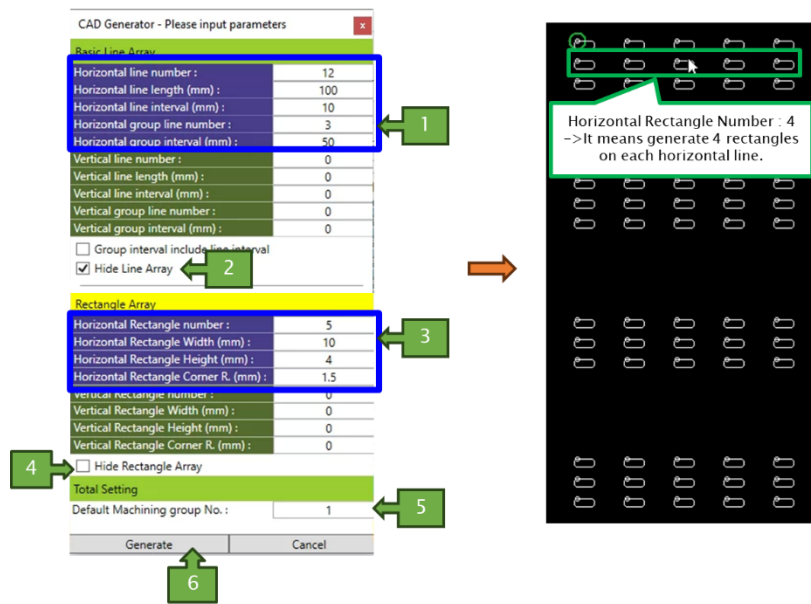 CAD Generator - Please input parameters
x
Basic Line Array
Horizontal line number : 12
Horizontal line length (mm) : 100
Horizontal line interval (mm) : 10
Horizontal group line number : 3
Horizontal group interval (mm) : 50
1
Vertical line number : 0
Vertical line length (mm) : 0
Vertical line interval (mm) : 0
Vertical group line number : 0
Vertical group interval (mm) : 0
Group interval include line interval
Hide Line Array
2
Rectangle Array
Horizontal Rectangle number : 5
Horizontal Rectangle Width (mm) : 10
Horizontal Rectangle Height (mm) : 4
Horizontal Rectangle Corner R. (mm) : 1.5
3
Vertical Rectangle number : 0
Vertical Rectangle Width (mm) : 0
Vertical Rectangle Height (mm) : 0
Vertical Rectangle Corner R. (mm) : 0
4
Hide Rectangle Array
Total Setting
Default Machining group No. : 1
5
Generate
Cancel
6
Horizontal Rectangle Number : 4
->It means generate 4 rectangles
on each horizontal line.